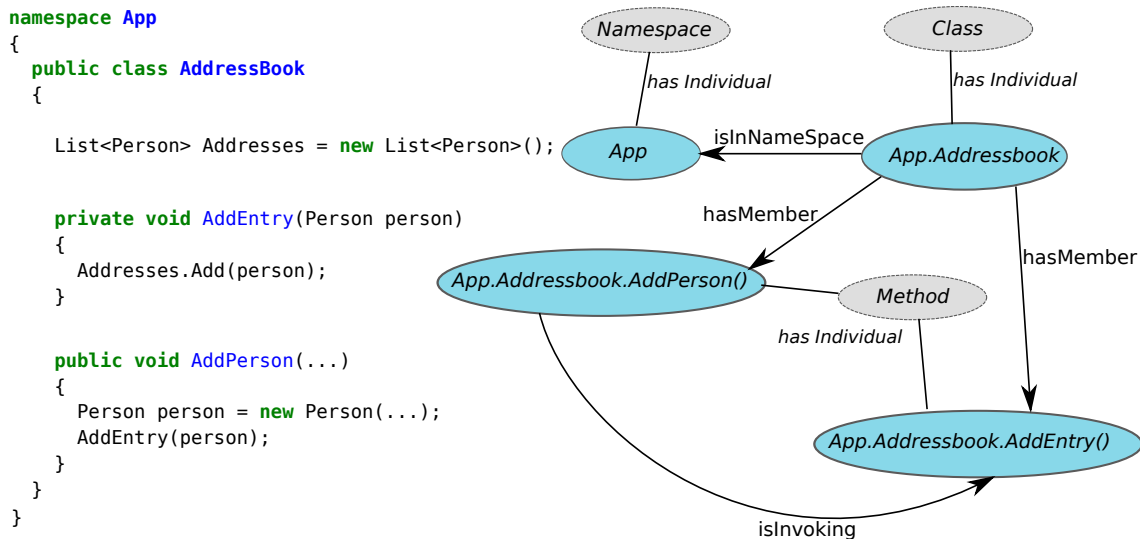 namespace App
{
public class AddressBook
{
List<Person> Addresses = new List<Person>();
private void AddEntry(Person person)
{
Addresses.Add(person);
}
public void AddPerson(...)
{
Person person = new Person(...);
AddEntry(person);
}
}
}
Namespace
Class
has Individual
has Individual
App
isInNameSpace
App.Addressbook
hasMember
hasMember
App.Addressbook.AddPerson()
Method
has Individual
App.Addressbook.AddEntry()
isInvoking